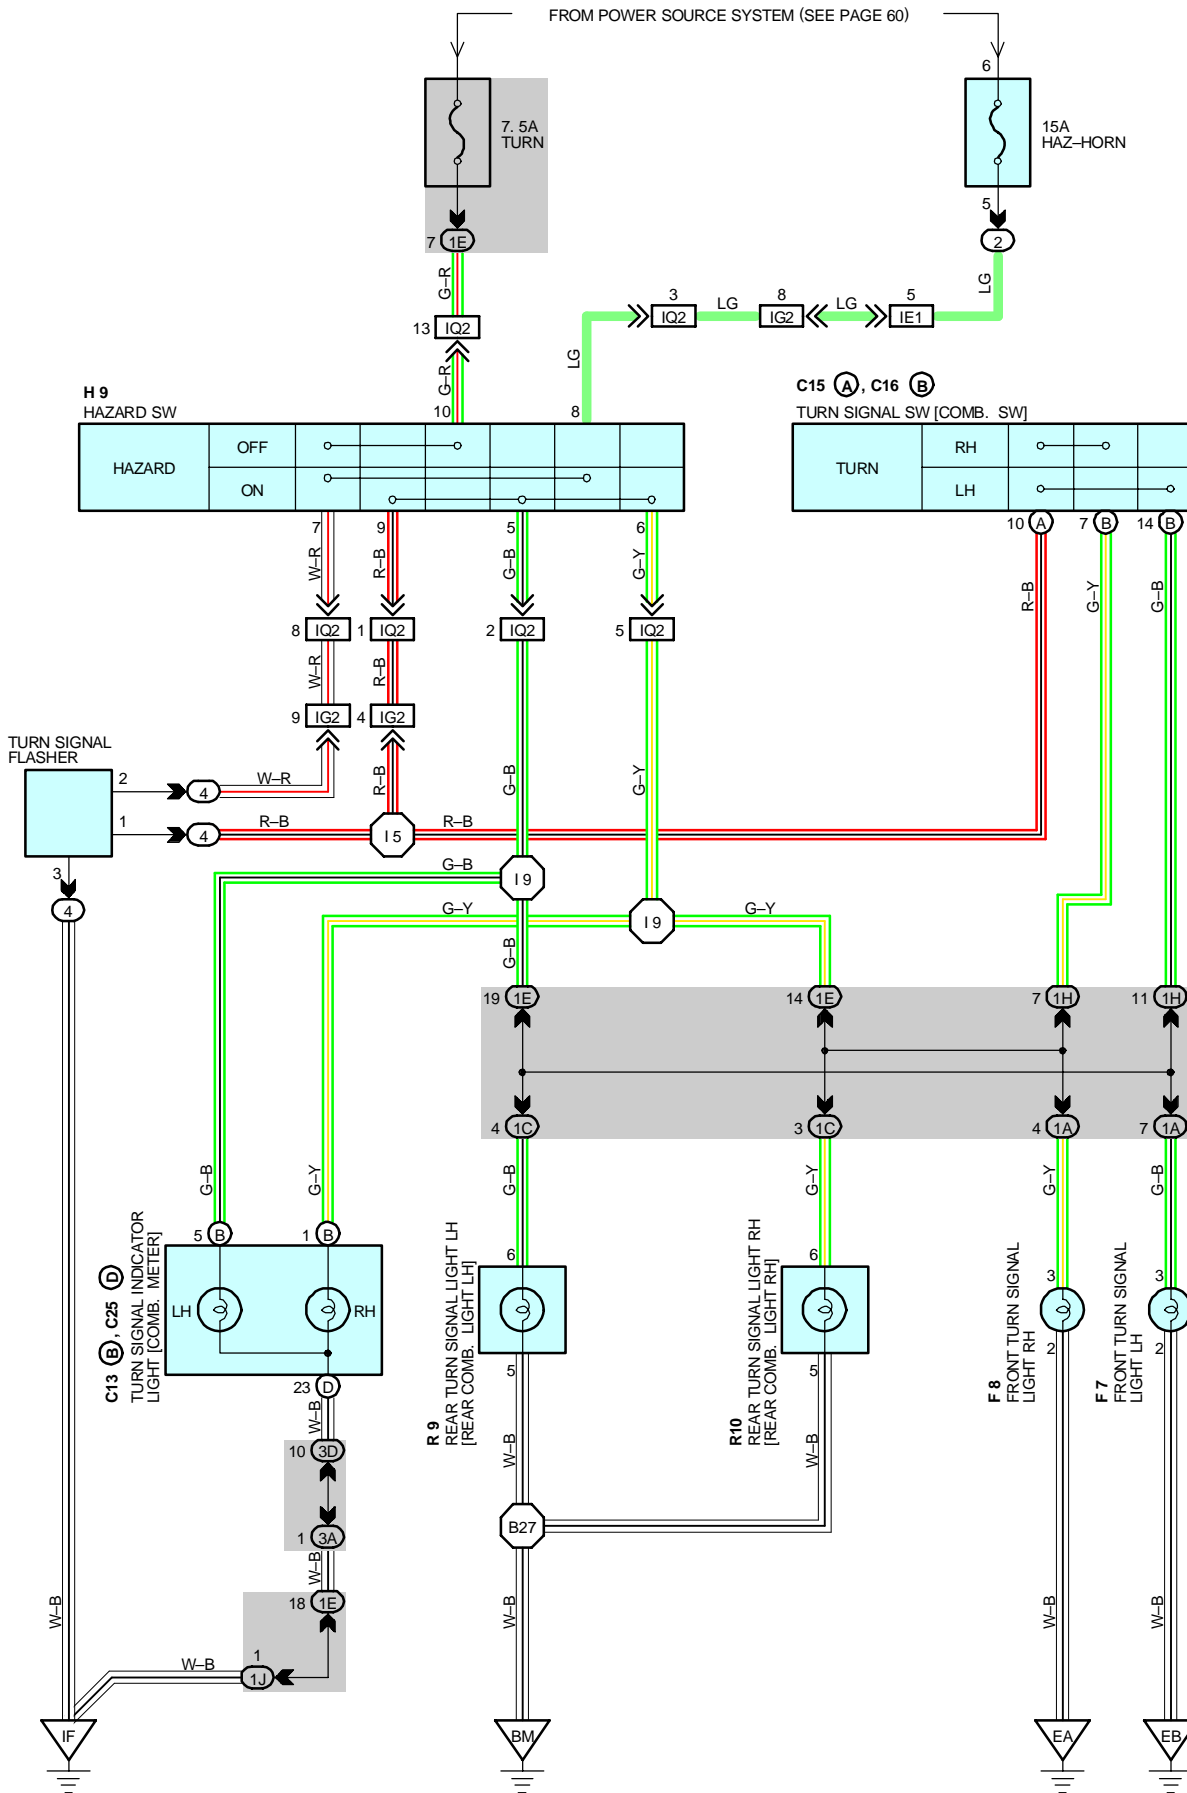 FROM POWER SOURCE SYSTEM (SEE PAGE 60)
6
7. 5A
TURN
15A
HAZ–HORN
5
7 1E
2
G–R
LG
3
8
5
13 IQ2
IQ2
LG
IG2
LG
IE1
G–R
LG
H 9
HAZARD SW
10
8
C15 A , C16 B
TURN SIGNAL SW [COMB. SW]
HAZARD
OFF
ON
TURN
RH
LH
7
9
5
6
10 A
7 B
14 B
W–R
R–B
G–B
G–Y
R–B
G–Y
G–B
8 IQ2
1 IQ2
2 IQ2
5 IQ2
W–R
R–B
9 IG2
4 IG2
TURN SIGNAL
FLASHER
2
4
W–R
R–B
G–B
G–Y
1
4
R–B
I 5
R–B
3
4
G–B
I 9
G–Y
I 9
G–Y
G–B
19 1E
14 1E
7 1H
11 1H
4 1C
3 1C
4 1A
7 1A
G–B
G–Y
G–B
G–Y
G–Y
G–B
5 B
1 B
C13 B , C25 D
TURN SIGNAL INDICATOR
LIGHT [COMB. METER]
LH
RH
23 D
R 9
REAR TURN SIGNAL LIGHT LH
[REAR COMB. LIGHT LH]
6
5
R10
REAR TURN SIGNAL LIGHT RH
[REAR COMB. LIGHT RH]
6
5
F 8
FRONT TURN SIGNAL
LIGHT RH
3
2
F 7
FRONT TURN SIGNAL
LIGHT LH
3
2
W–B
10 3D
W–B
W–B
B27
1 3A
W–B
18 1E
W–B
W–B
W–B
W–B
1
1J
W–B
IF
BM
EA
EB